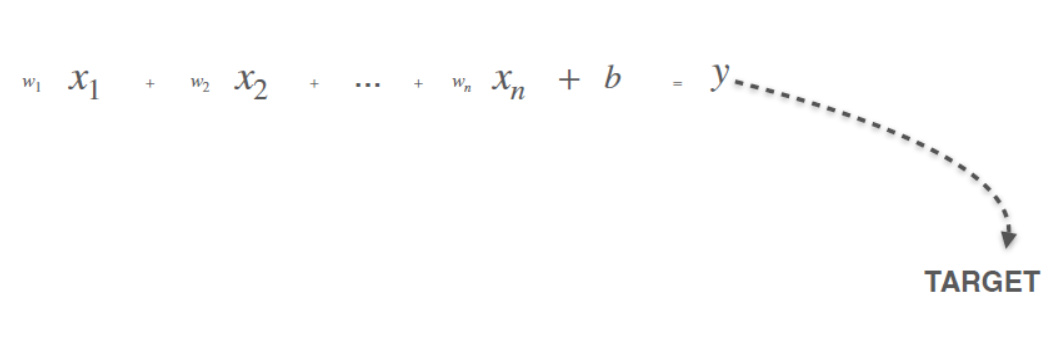 w₁ x₁ + w₂ x₂ + ... + wₙ xₙ + b = y
TARGET